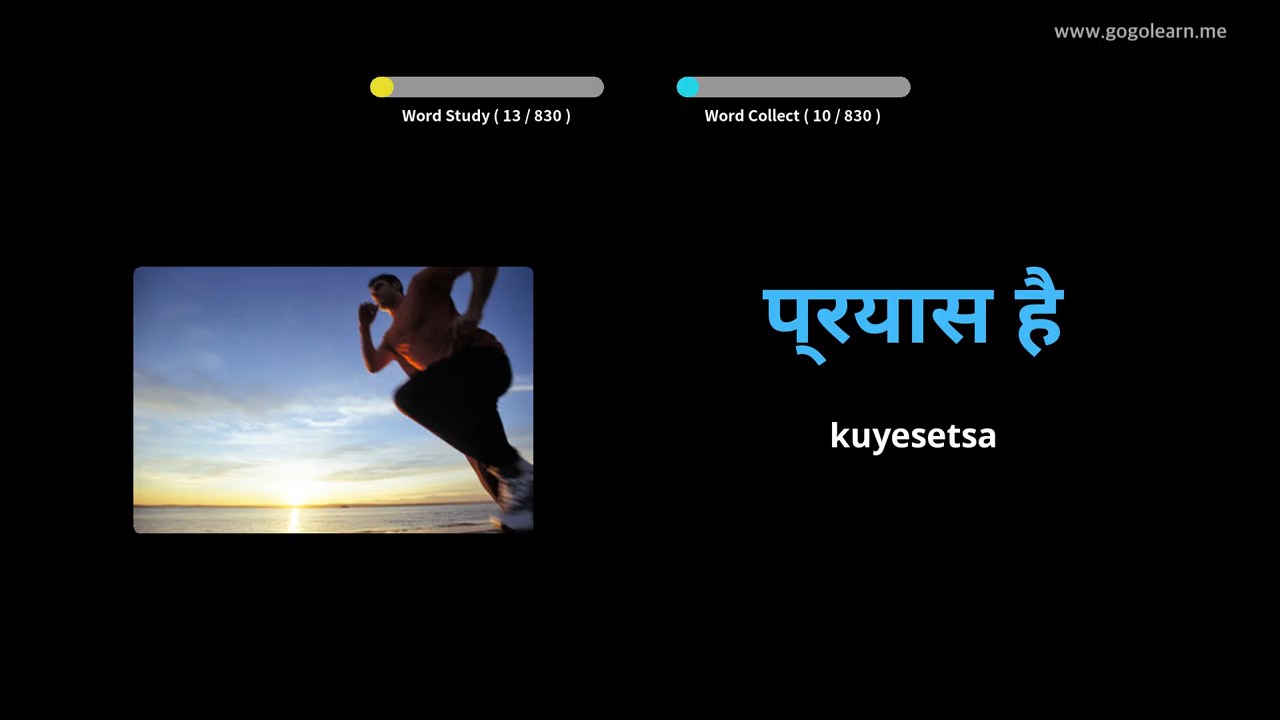 www.gogolearn.me
Word Study ( 13 / 830 )
Word Collect ( 10 / 830 )
प्रयास है
kuyesetsa